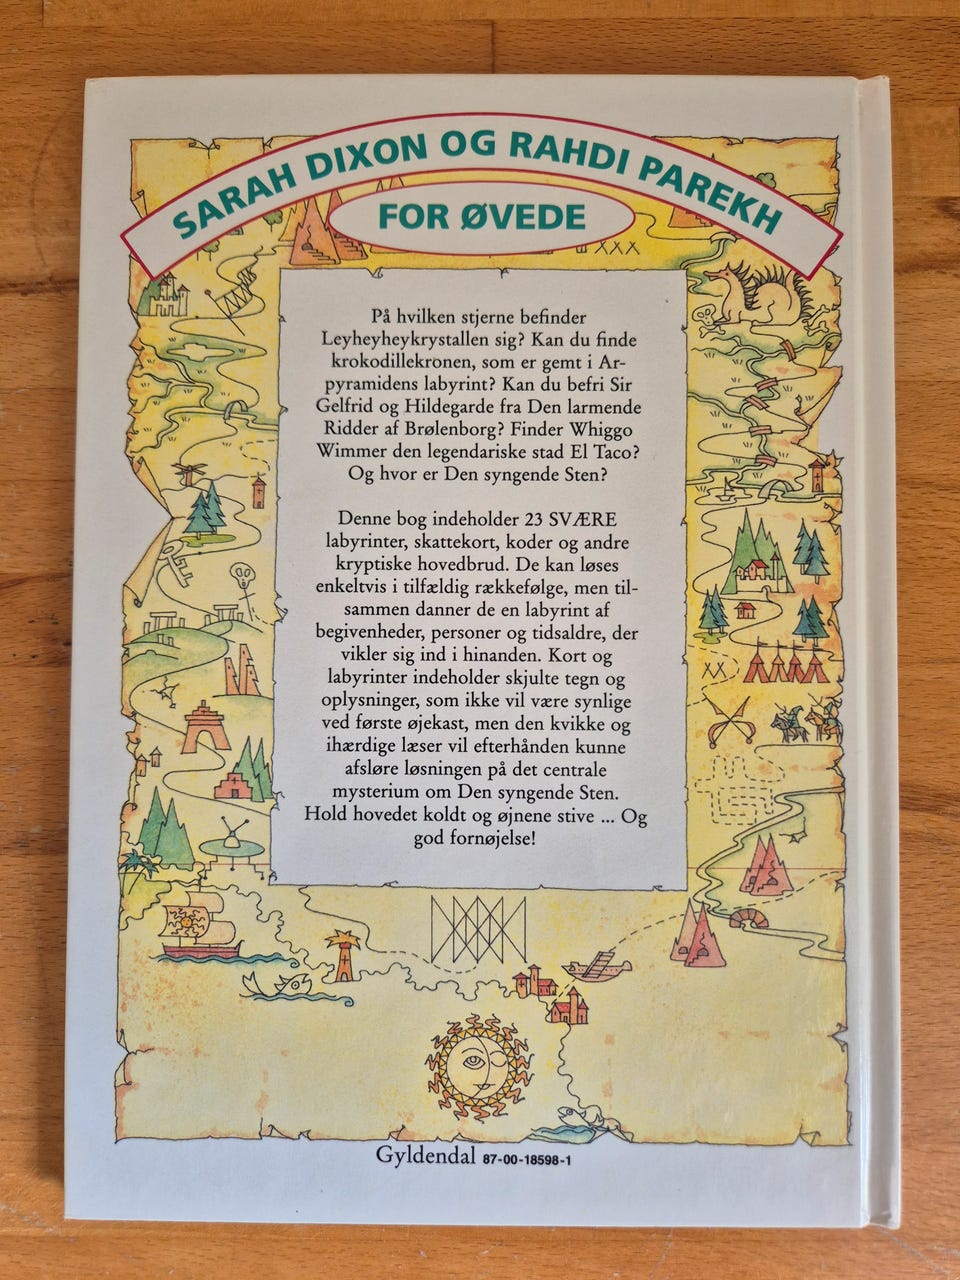 SARAH DIXON OG RAHDI PAREKH
FOR ØVEDE
På hvilken stjerne befinder
Leyheyheykrystallen sig? Kan du finde
krokodillekronen, som er gemt i Ar-
pyramidens labyrint? Kan du befri Sir
Gelfrid og Hildegarde fra Den larmende
Ridder af Brølenborg? Finder Whiggo
Wimmer den legendariske stad El Taco?
Og hvor er Den syngende Sten?
Denne bog indeholder 23 SVÆRE
labyrinter, skattekort, koder og andre
kryptiske hovedbrud. De kan løses
enkeltvis i tilfældig rækkefølge, men til-
sammen danner de en labyrint af
begivenheder, personer og tidsaldre, der
vikler sig ind i hinanden. Kort og
labyrinter indeholder skjulte tegn og
oplysninger, som ikke vil være synlige
ved første øjekast, men den kvikke og
ihærdige læser vil efterhånden kunne
afsløre løsningen på det centrale
mysterium om Den syngende Sten.
Hold hovedet koldt og øjnene stive ... Og
god fornøjelse!
Gyldendal 87-00-18598-1